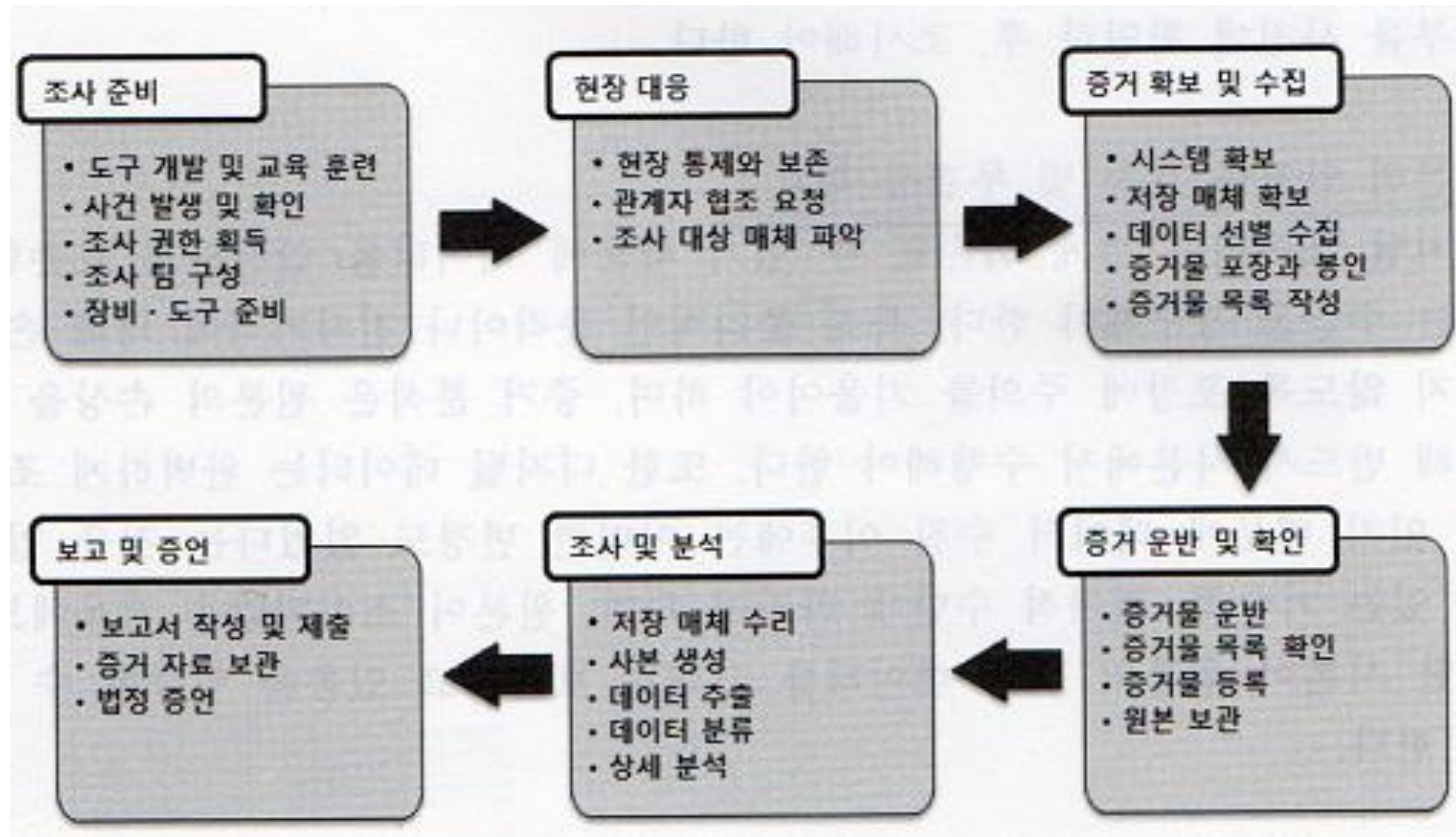 조사 준비
• 도구 개발 및 교육 훈련
• 사건 발생 및 확인
• 조사 권한 획득
• 조사 팀 구성
• 장비 · 도구 준비
현장 대응
• 현장 통제와 보존
• 관계자 협조 요청
• 조사 대상 매체 파악
증거 확보 및 수집
• 시스템 확보
• 저장 매체 확보
• 데이터 선별 수집
• 증거물 포장과 봉인
• 증거물 목록 작성
증거 운반 및 확인
• 증거물 운반
• 증거물 목록 확인
• 증거물 등록
• 원본 보관
조사 및 분석
• 저장 매체 수리
• 사본 생성
• 데이터 추출
• 데이터 분류
• 상세 분석
보고 및 증언
• 보고서 작성 및 제출
• 증거 자료 보관
• 법정 증언